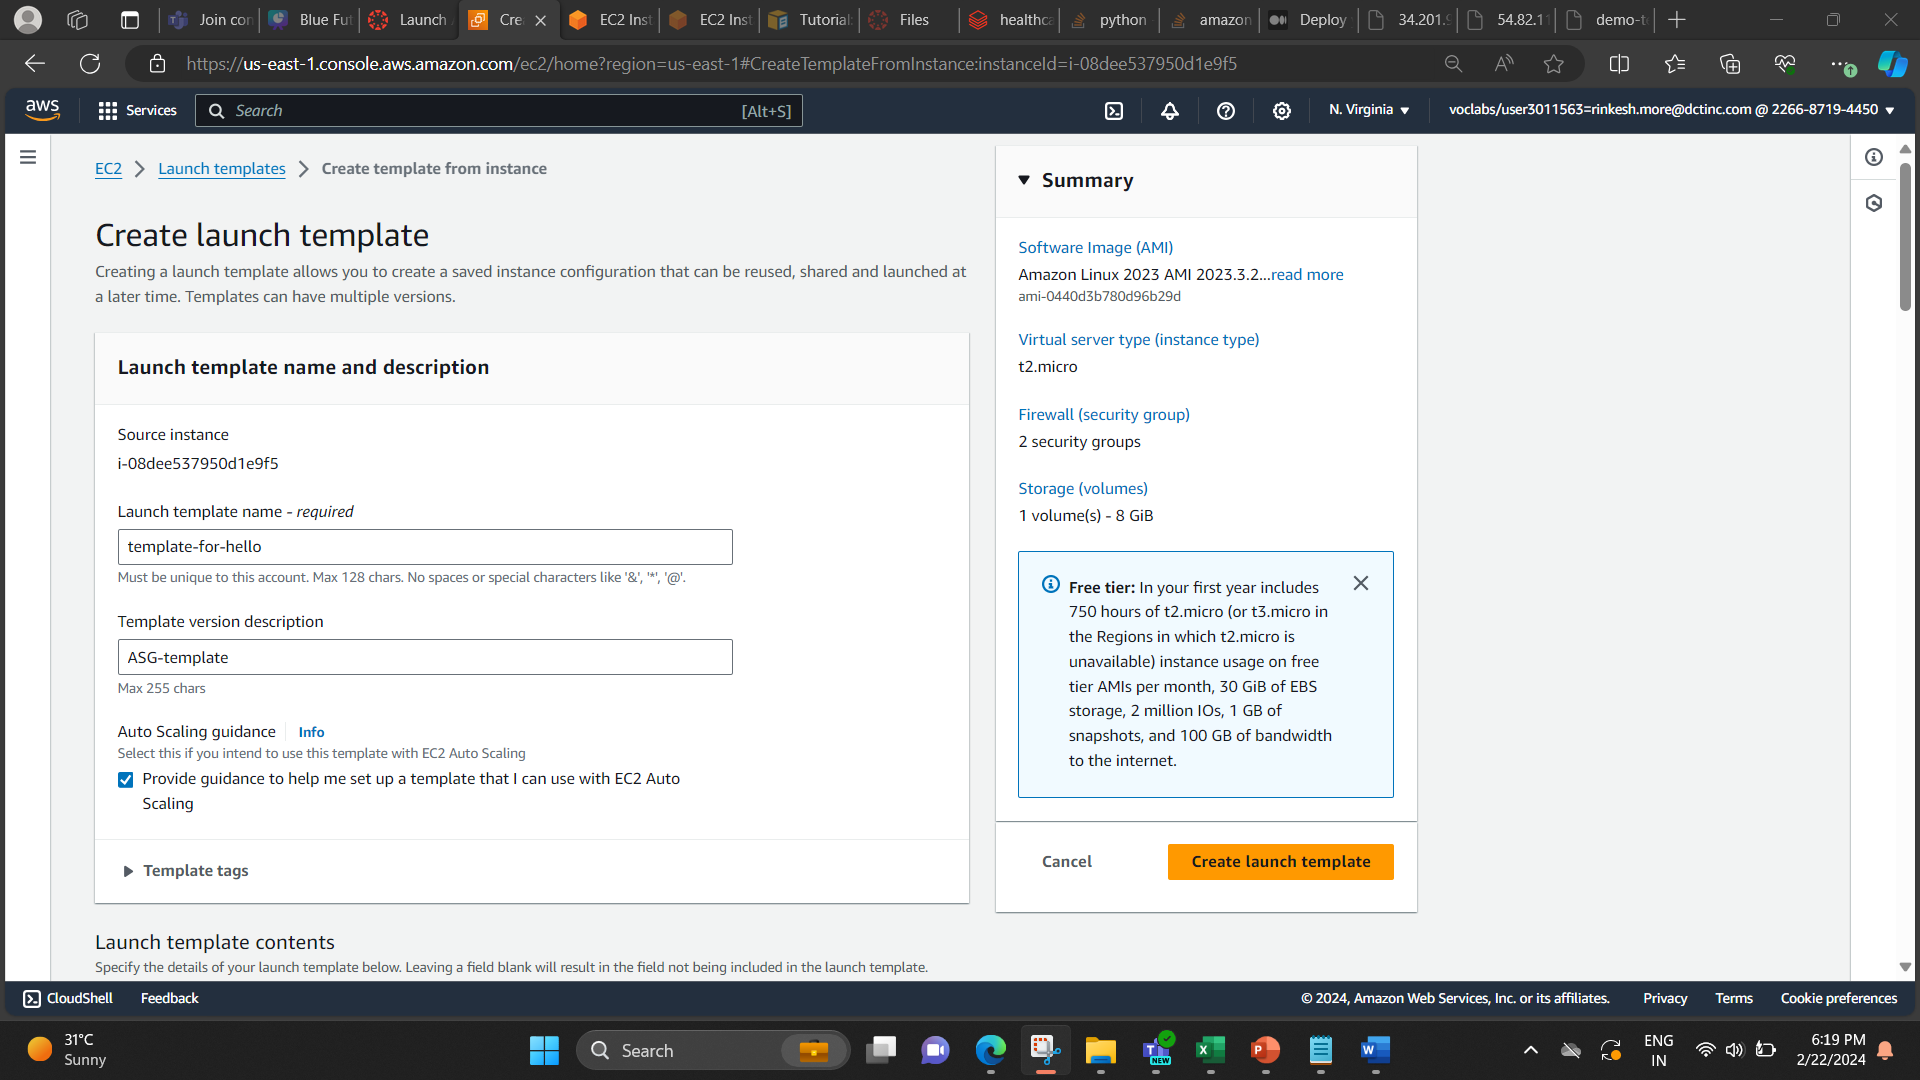 Join con
Blue Fut
Launch
Cre
EC2 Inst
EC2 Inst
Tutorial
Files
healthca
python
amazon
Deploy
34.201.9
54.82.11
demo-t
https://us-east-1.console.aws.amazon.com/ec2/home?region=us-east-1#CreateTemplateFromInstance:instanceId=i-08dee537950d1e9f5
aws
Services
Search
[Alt+S]
N. Virginia
voclabs/user3011563=rinkesh.more@dctinc.com @ 2266-8719-4450
EC2
Launch templates
Create template from instance
Create launch template
Creating a launch template allows you to create a saved instance configuration that can be reused, shared and launched at
a later time. Templates can have multiple versions.
Launch template name and description
Source instance
i-08dee537950d1e9f5
Launch template name - required
template-for-hello
Must be unique to this account. Max 128 chars. No spaces or special characters like '&', '*', '@'.
Template version description
ASG-template
Max 255 chars
Auto Scaling guidance
Info
Select this if you intend to use this template with EC2 Auto Scaling
Provide guidance to help me set up a template that I can use with EC2 Auto
Scaling
Template tags
Launch template contents
Specify the details of your launch template below. Leaving a field blank will result in the field not being included in the launch template.
Summary
Software Image (AMI)
Amazon Linux 2023 AMI 2023.3.2...read more
ami-0440d3b780d96b29d
Virtual server type (instance type)
t2.micro
Firewall (security group)
2 security groups
Storage (volumes)
1 volume(s) - 8 GiB
Free tier: In your first year includes
750 hours of t2.micro (or t3.micro in
the Regions in which t2.micro is
unavailable) instance usage on free
tier AMIs per month, 30 GiB of EBS
storage, 2 million IOs, 1 GB of
snapshots, and 100 GB of bandwidth
to the internet.
Cancel
Create launch template
CloudShell
Feedback
© 2024, Amazon Web Services, Inc. or its affiliates.
Privacy
Terms
Cookie preferences
31°C
Sunny
Search
NEW
ENG
IN
6:19 PM
2/22/2024